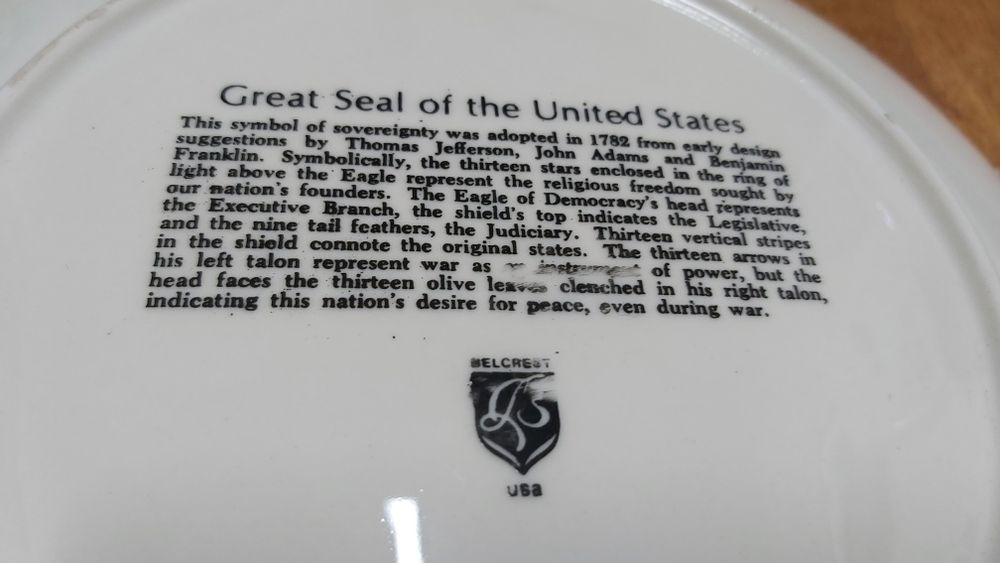 Great Seal of the United States
This symbol of sovereignty was adopted in 1782 from early design
suggestions by Thomas Jefferson, John Adams and Benjamin
Franklin. Symbolically, the thirteen stars enclosed in the ring of
light above the Eagle represent the religious freedom sought by
our nation's founders. The Eagle of Democracy's head represents
the Executive Branch, the shield's top indicates the Legislative,
and the nine tail feathers, the Judiciary. Thirteen vertical stripes
in the shield connote the original states. The thirteen arrows in
his left talon represent war as instrument of power, but the
head faces the thirteen olive leaves clenched in his right talon,
indicating this nation's desire for peace, even during war.
BELCREST
USA